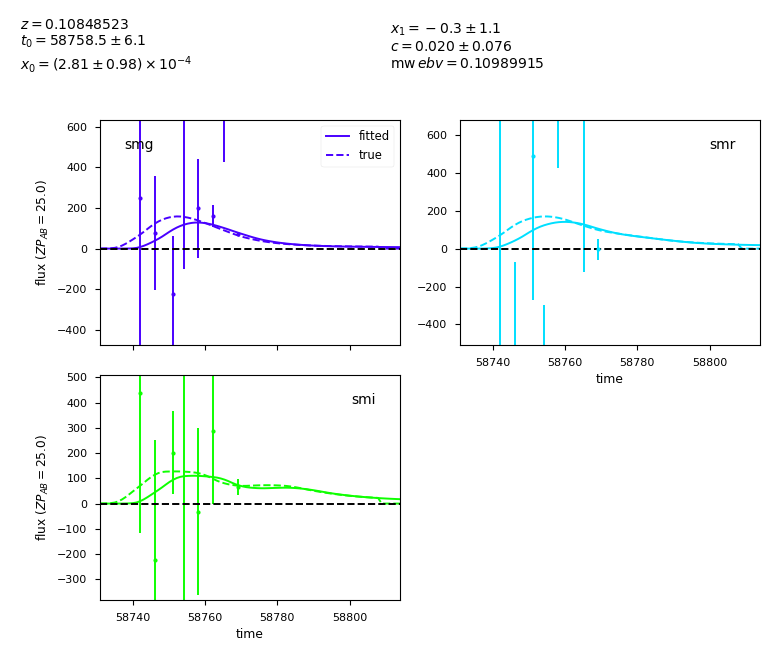 z = 0.10848523
t₀ = 58758.5 ± 6.1
x₀ = (2.81 ± 0.98) × 10⁻⁴
x₁ = −0.3 ± 1.1
c = 0.020 ± 0.076
mw ebv = 0.10989915
600
400
200
0
−200
−400
flux (ZP_AB = 25.0)
smg
fitted
true
600
400
200
0
−200
−400
smr
58740 58760 58780 58800
time
500
400
300
200
100
0
−100
−200
−300
flux (ZP_AB = 25.0)
smi
58740 58760 58780 58800
time